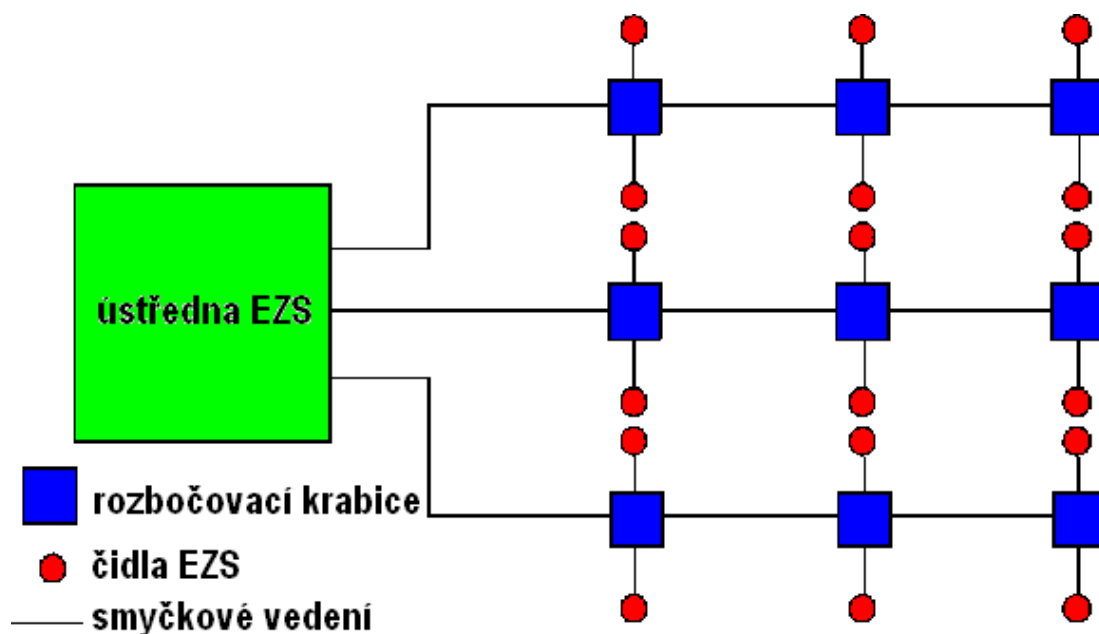 ústředna EZS
rozbočovací krabice
čidla EZS
smyčkové vedení